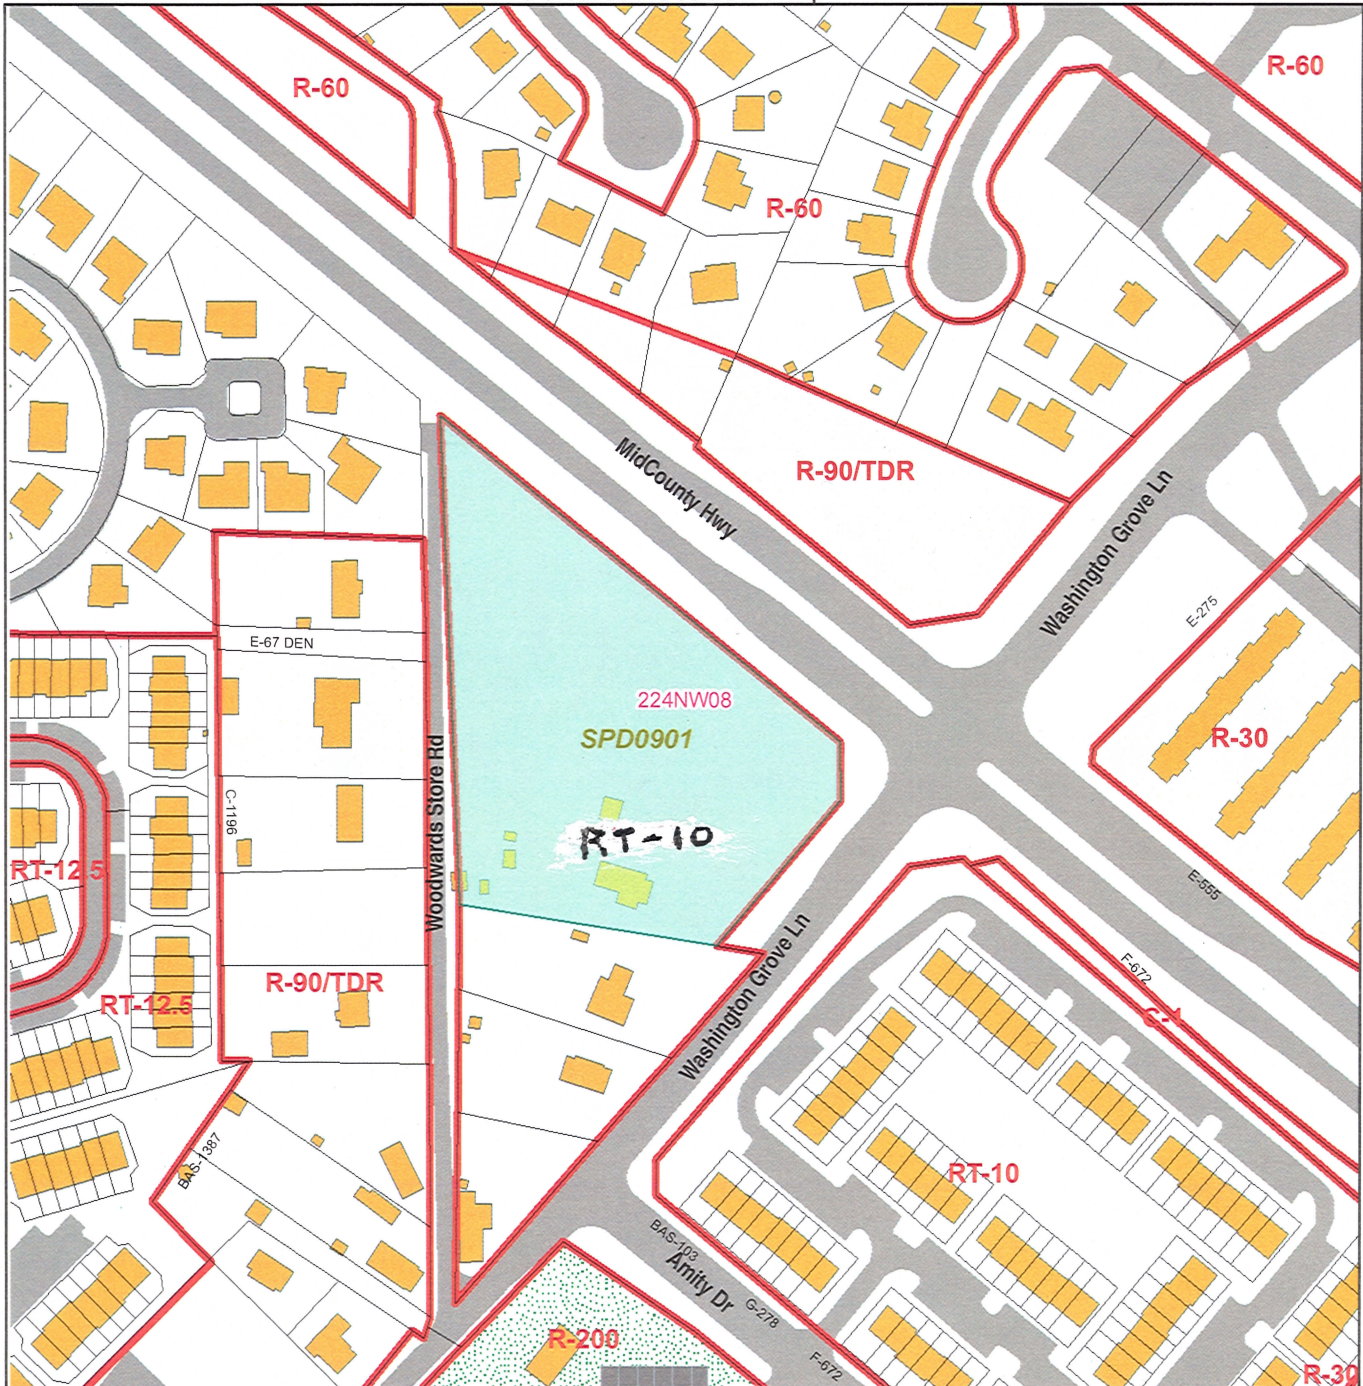 R-60
R-60
R-60
MidCounty Hwy
R-90/TDR
Washington Grove Ln
E-275
E-67 DEN
224NW08
SPD0901
R-30
Woodwards Store Rd
C-1196
RT-10
RT-12.5
E-555
Washington Grove Ln
F-672
R-90/TDR
RT-12.5
C-1
BAS-1387
RT-10
BAS-103
Amity Dr
G-278
R-200
F-672
R-30